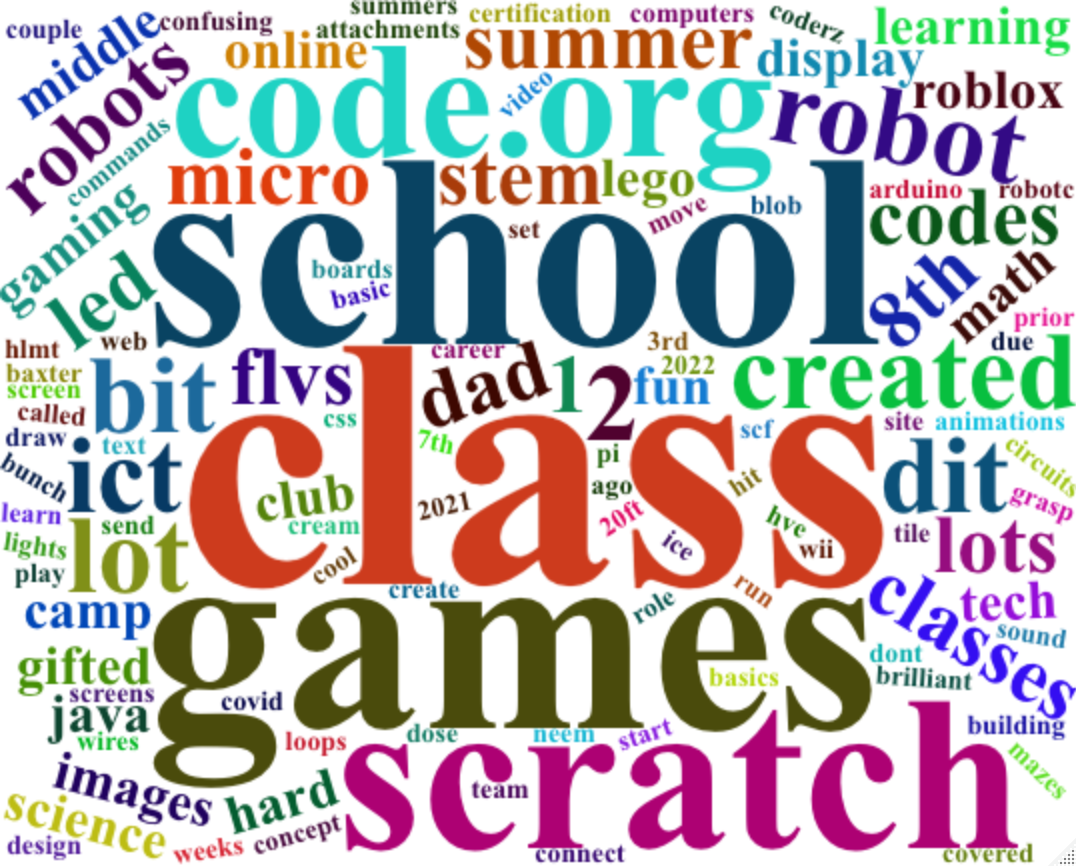 couple
confusing
summers
certification
computers
coderz
learning
middle
attachments
online
summer
display
robots
code.org
video
robot
roblox
commands
micro
stem
lego
arduino
robotc
gaming
school
set
move
blob
codes
led
boards
basic
8th
math
prior
web
hlmt
flvs
career
dad
3rd
due
baxter
bit
1
2
2022
fun
created
screen
called
css
site
animations
draw
text
7th
scf
circuits
bunch
ict
class
pi
dit
club
ago
hit
grasp
learn
send
cream
2021
20ft
hve
tile
lots
lights
lot
ice
wii
play
cool
create
role
run
classes
tech
camp
games
sound
gifted
dont
screens
basics
brilliant
java
covid
building
wires
loops
dose
neem
start
mazes
images
scratch
hard
team
science
design
weeks
concept
connect
covered